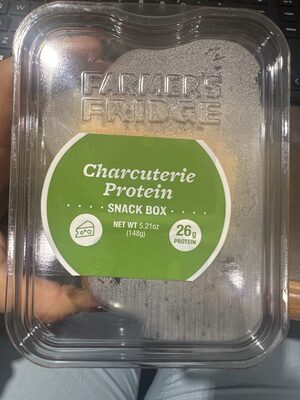 FARMER'S
FRIDGE
Charcuterie
Protein
SNACK BOX
NET WT 5.21oz
(148g)
26g
PROTEIN